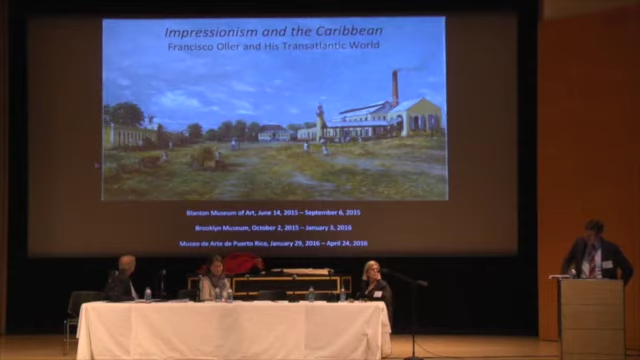 Impressionism and the Caribbean
Francisco Oller and His Transatlantic World
Blanton Museum of Art, June 14, 2015 – September 6, 2015
Brooklyn Museum, October 2, 2015 – January 3, 2016
Museo de Arte de Puerto Rico, January 29, 2016 – April 24, 2016